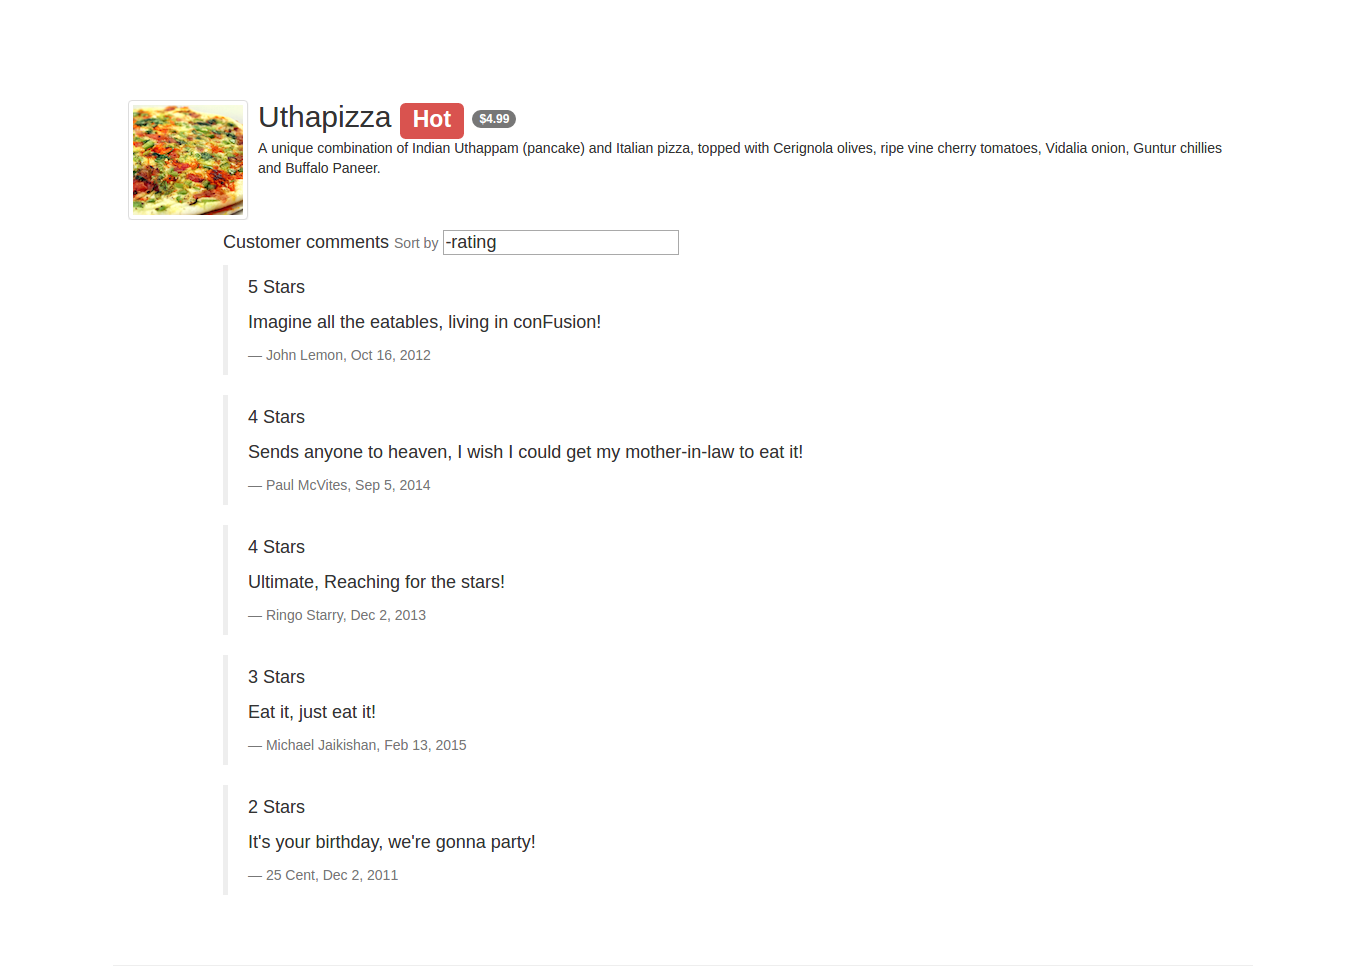 Uthapizza Hot $4.99
A unique combination of Indian Uthappam (pancake) and Italian pizza, topped with Cerignola olives, ripe vine cherry tomatoes, Vidalia onion, Guntur chillies
and Buffalo Paneer.
Customer comments Sort by -rating
5 Stars
Imagine all the eatables, living in conFusion!
— John Lemon, Oct 16, 2012
4 Stars
Sends anyone to heaven, I wish I could get my mother-in-law to eat it!
— Paul McVites, Sep 5, 2014
4 Stars
Ultimate, Reaching for the stars!
— Ringo Starry, Dec 2, 2013
3 Stars
Eat it, just eat it!
— Michael Jaikishan, Feb 13, 2015
2 Stars
It's your birthday, we're gonna party!
— 25 Cent, Dec 2, 2011